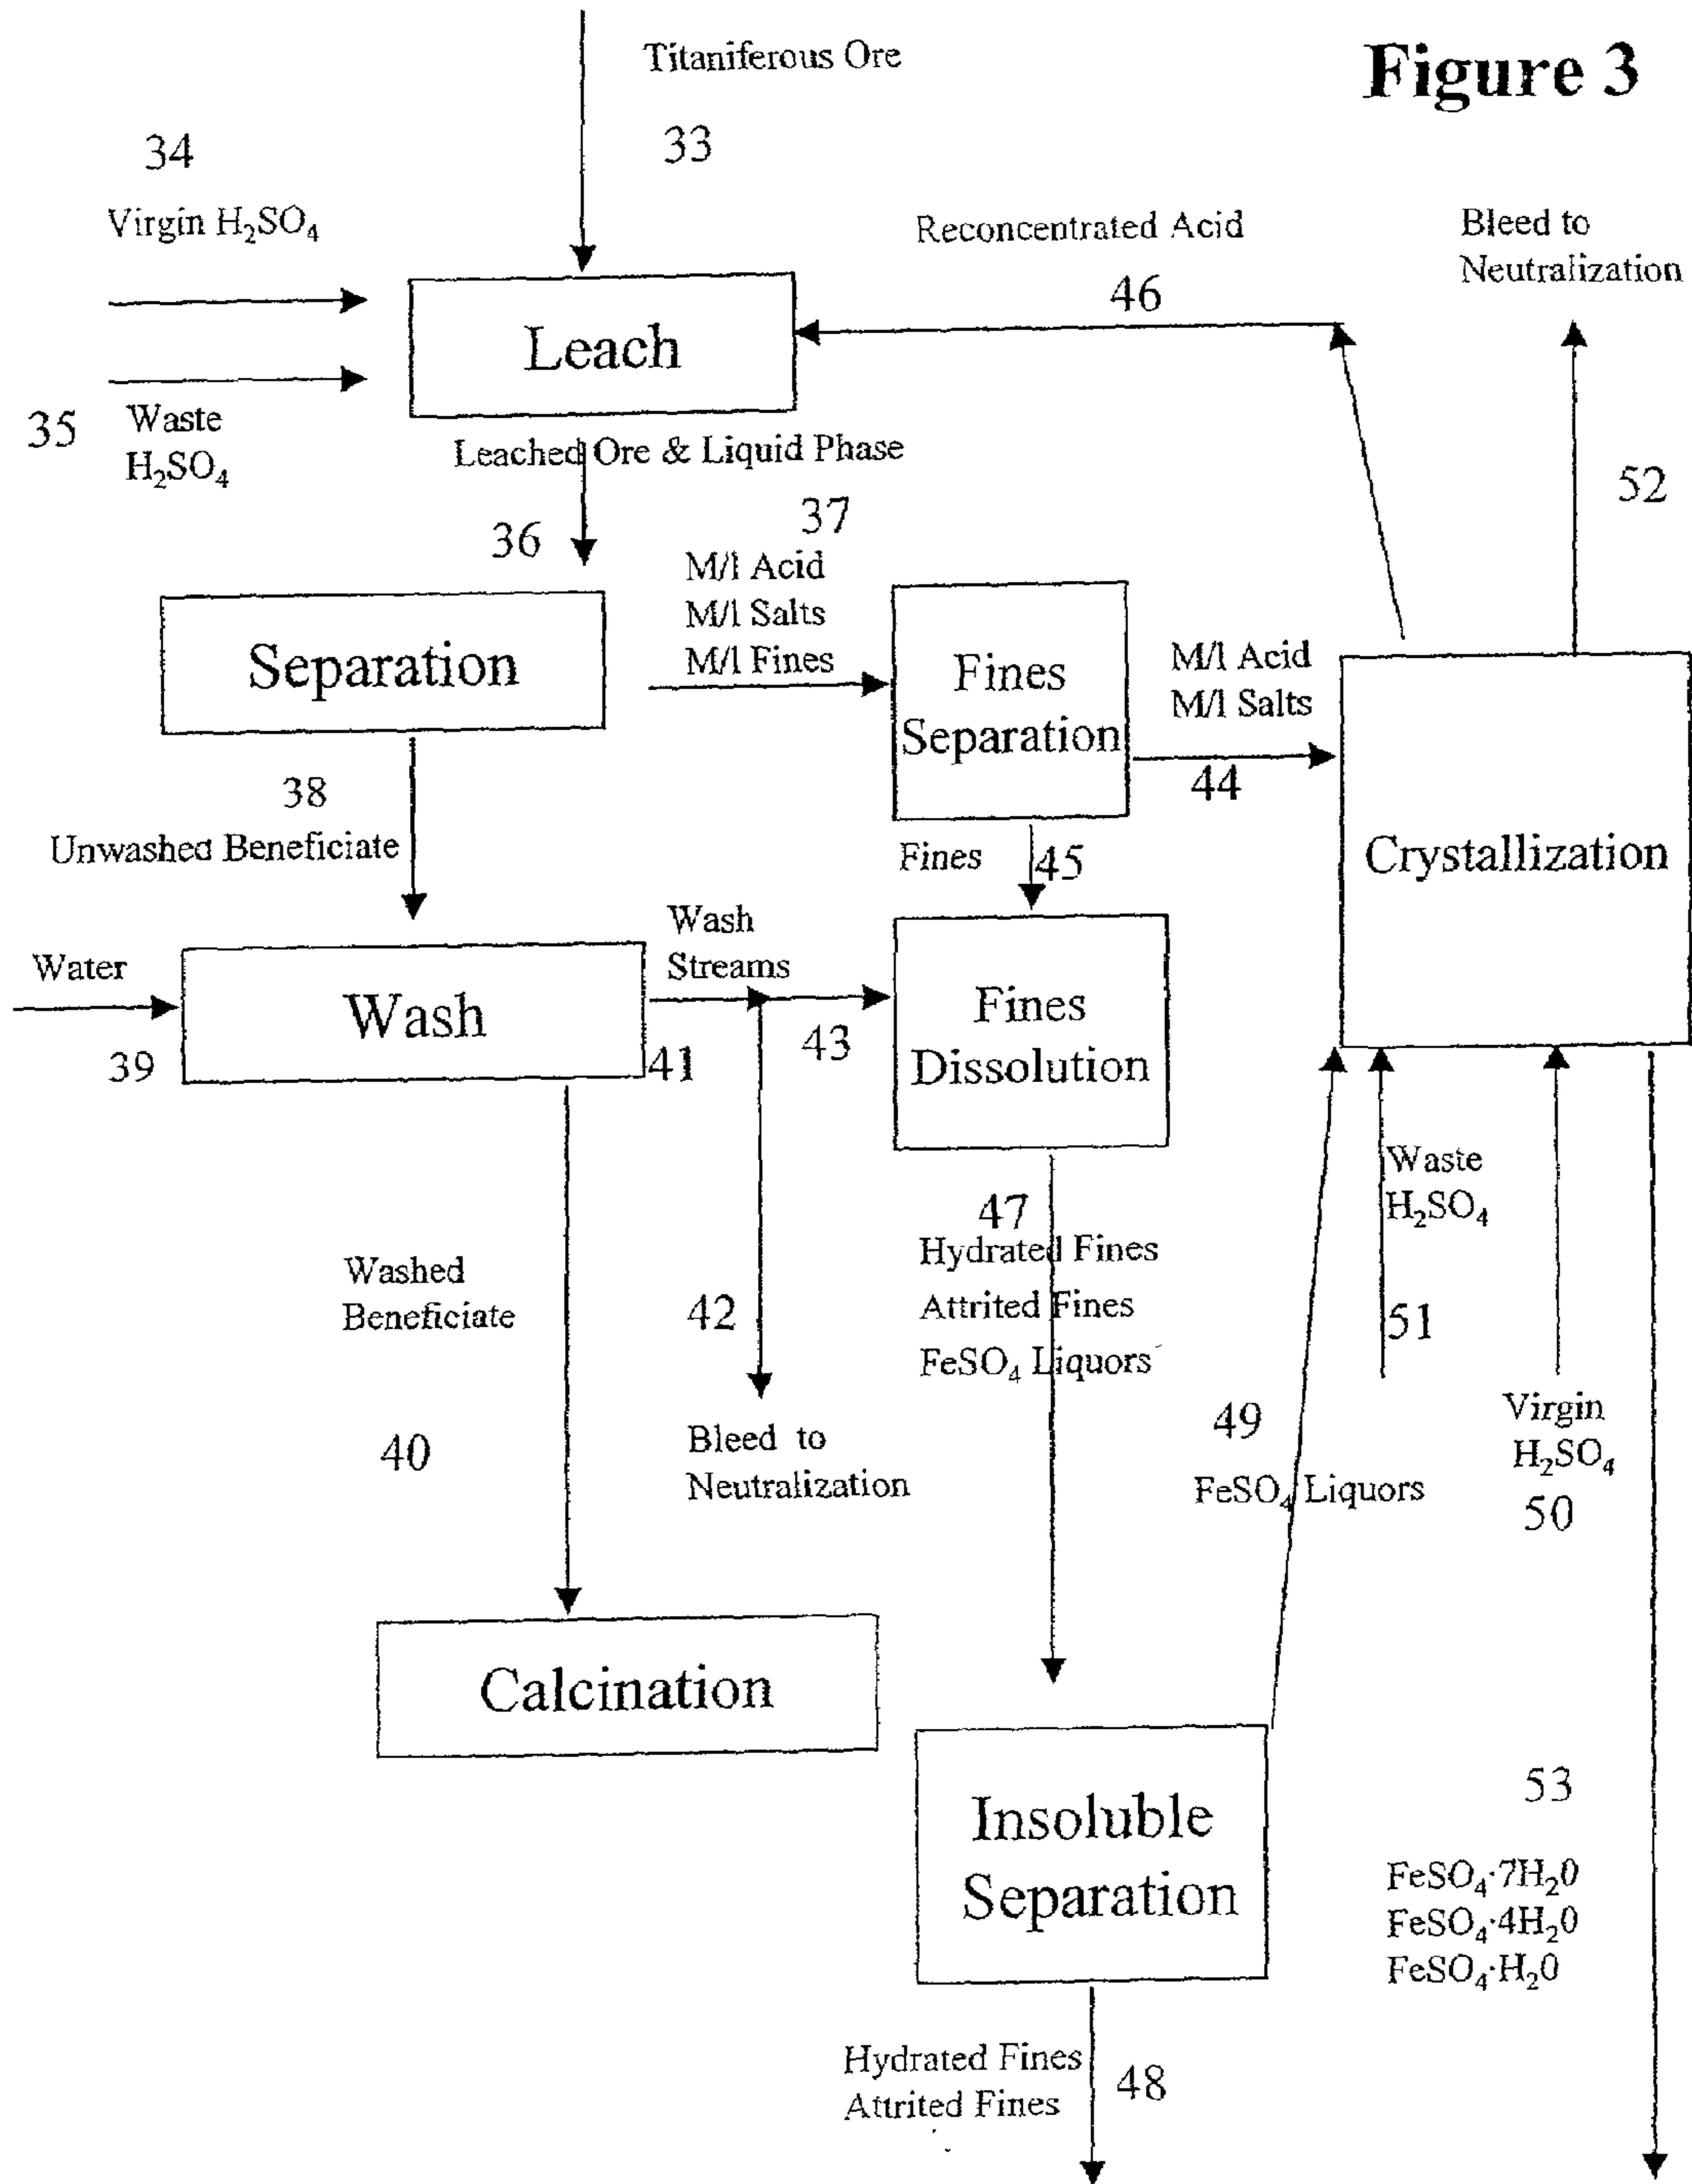 Figure 3
Titaniferous Ore
33
34
Virgin H₂SO₄
Reconcentrated Acid
46
Bleed to
Neutralization
Leach
35
Waste
H₂SO₄
Leached Ore & Liquid Phase
52
36
37
M/l Acid
M/l Salts
M/l Fines
Separation
Fines
Separation
M/l Acid
M/l Salts
44
Crystallization
38
Unwashed Beneficiate
Fines
45
Water
39
Wash
Wash
Streams
41
43
Fines
Dissolution
Waste
H₂SO₄
51
47
Hydrated Fines
Attrited Fines
FeSO₄ Liquors
Washed
Beneficiate
40
42
Bleed to
Neutralization
49
FeSO₄ Liquors
Virgin
H₂SO₄
50
Calcination
Insoluble
Separation
53
FeSO₄·7H₂0
FeSO₄·4H₂0
FeSO₄·H₂0
Hydrated Fines
Attrited Fines
48